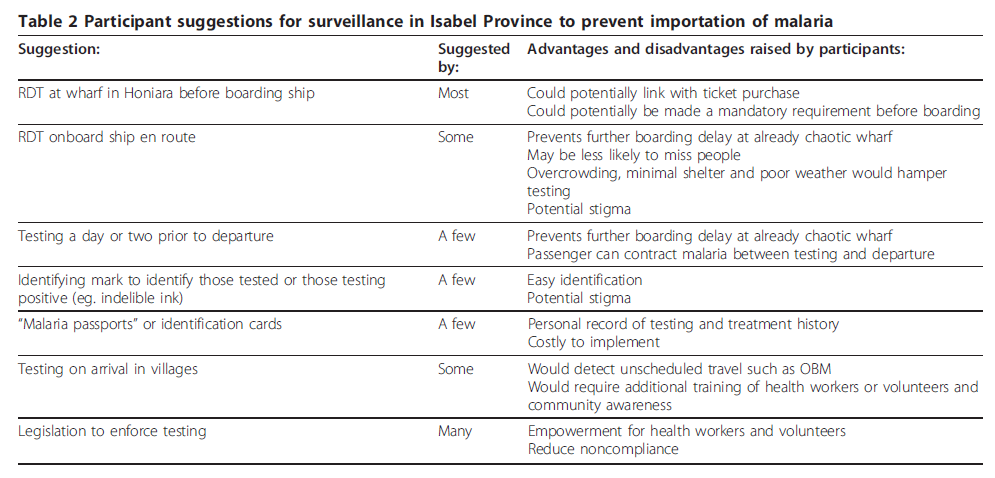 Table 2 Participant suggestions for surveillance in Isabel Province to prevent importation of malaria
Suggestion: Suggested by: Advantages and disadvantages raised by participants:
RDT at wharf in Honiara before boarding ship Most Could potentially link with ticket purchase
Could potentially be made a mandatory requirement before boarding
RDT onboard ship en route Some Prevents further boarding delay at already chaotic wharf
May be less likely to miss people
Overcrowding, minimal shelter and poor weather would hamper
testing
Potential stigma
Testing a day or two prior to departure A few Prevents further boarding delay at already chaotic wharf
Passenger can contract malaria between testing and departure
Identifying mark to identify those tested or those testing A few Easy identification
positive (eg. indelible ink) Potential stigma
“Malaria passports” or identification cards A few Personal record of testing and treatment history
Costly to implement
Testing on arrival in villages Some Would detect unscheduled travel such as OBM
Would require additional training of health workers or volunteers and
community awareness
Legislation to enforce testing Many Empowerment for health workers and volunteers
Reduce noncompliance